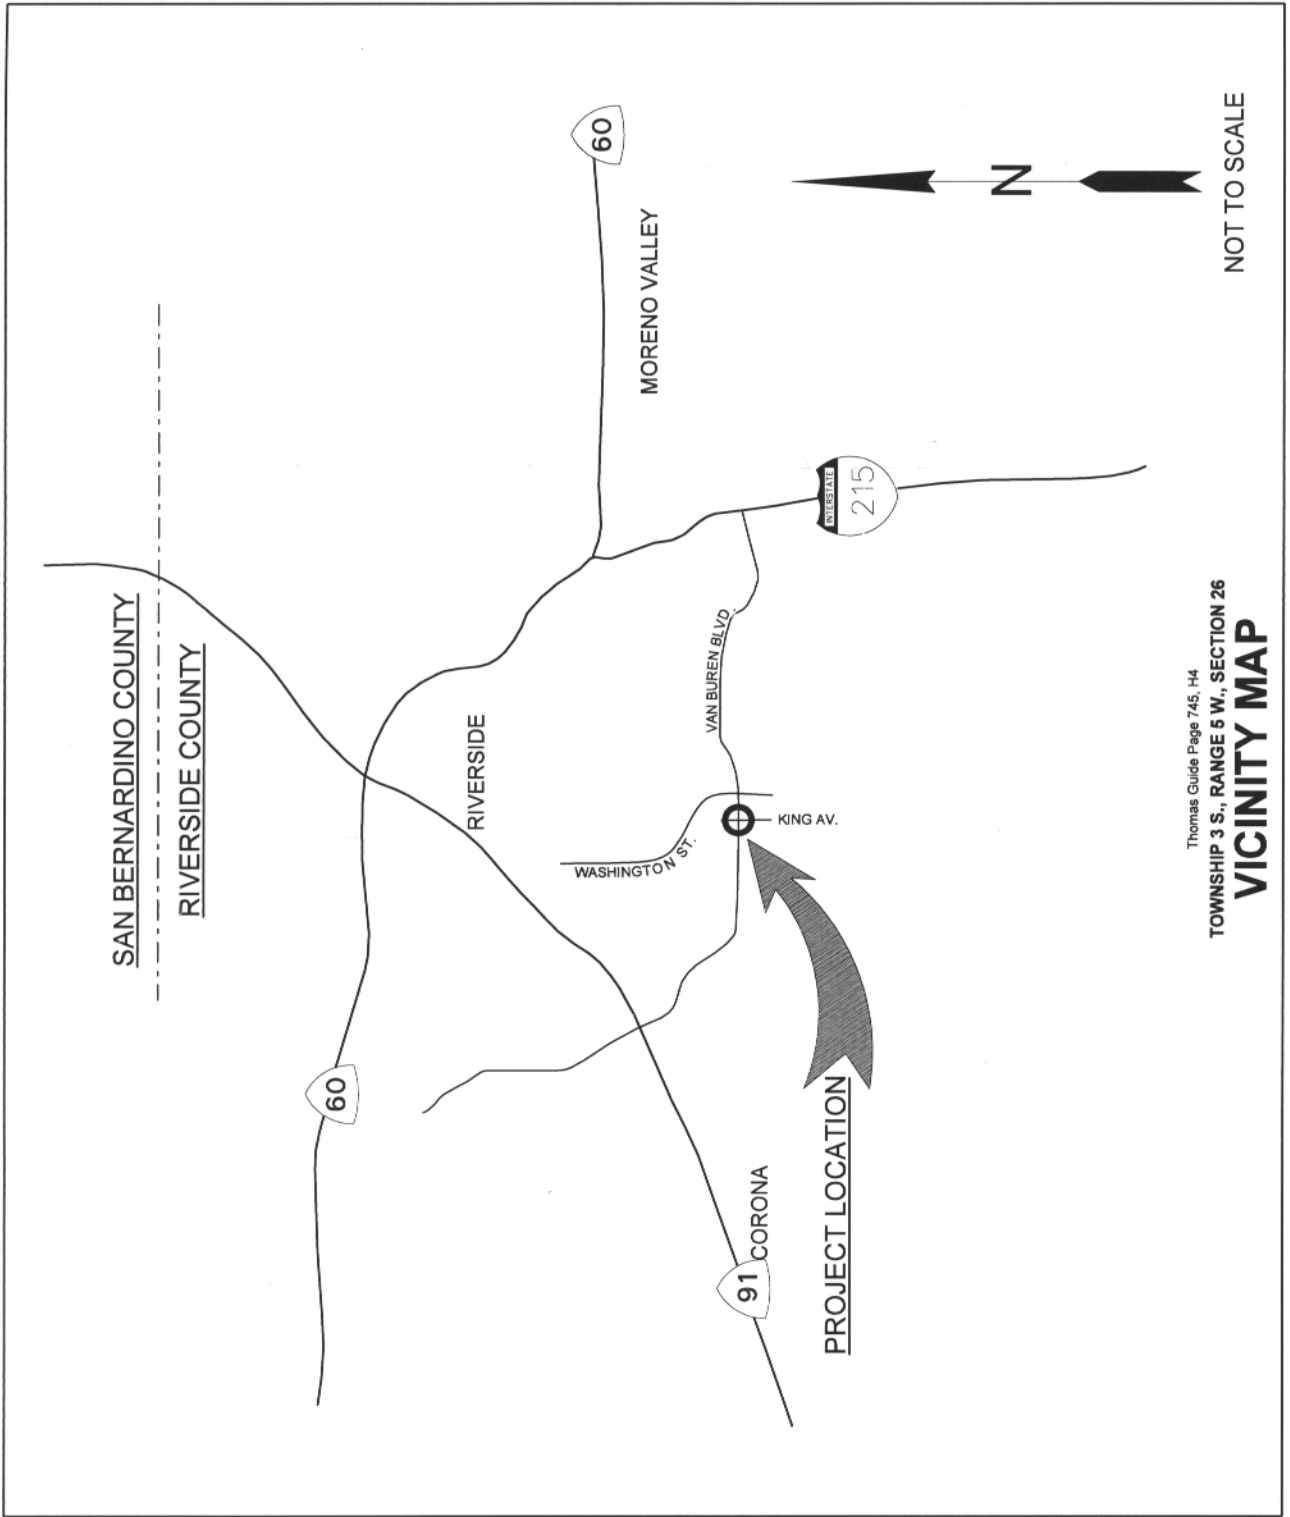 SAN BERNARDINO COUNTY
RIVERSIDE COUNTY
60
60
MORENO VALLEY
RIVERSIDE
INTERSTATE
215
VAN BUREN BLVD.
WASHINGTON ST.
KING AV.
91
CORONA
PROJECT LOCATION
N
NOT TO SCALE
Thomas Guide Page 745, H4
TOWNSHIP 3 S., RANGE 5 W., SECTION 26
VICINITY MAP